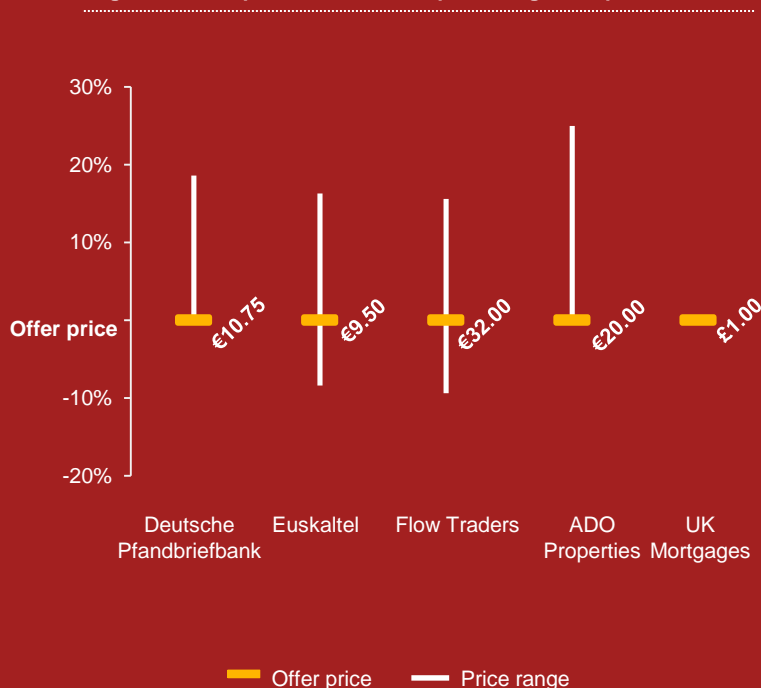 30%
20%
10%
Offer price
-10%
-20%
€10.75
€9.50
€32.00
€20.00
£1.00
Deutsche
Pfandbriefbank
Euskaltel
Flow Traders
ADO
Properties
UK
Mortgages
Offer price
Price range